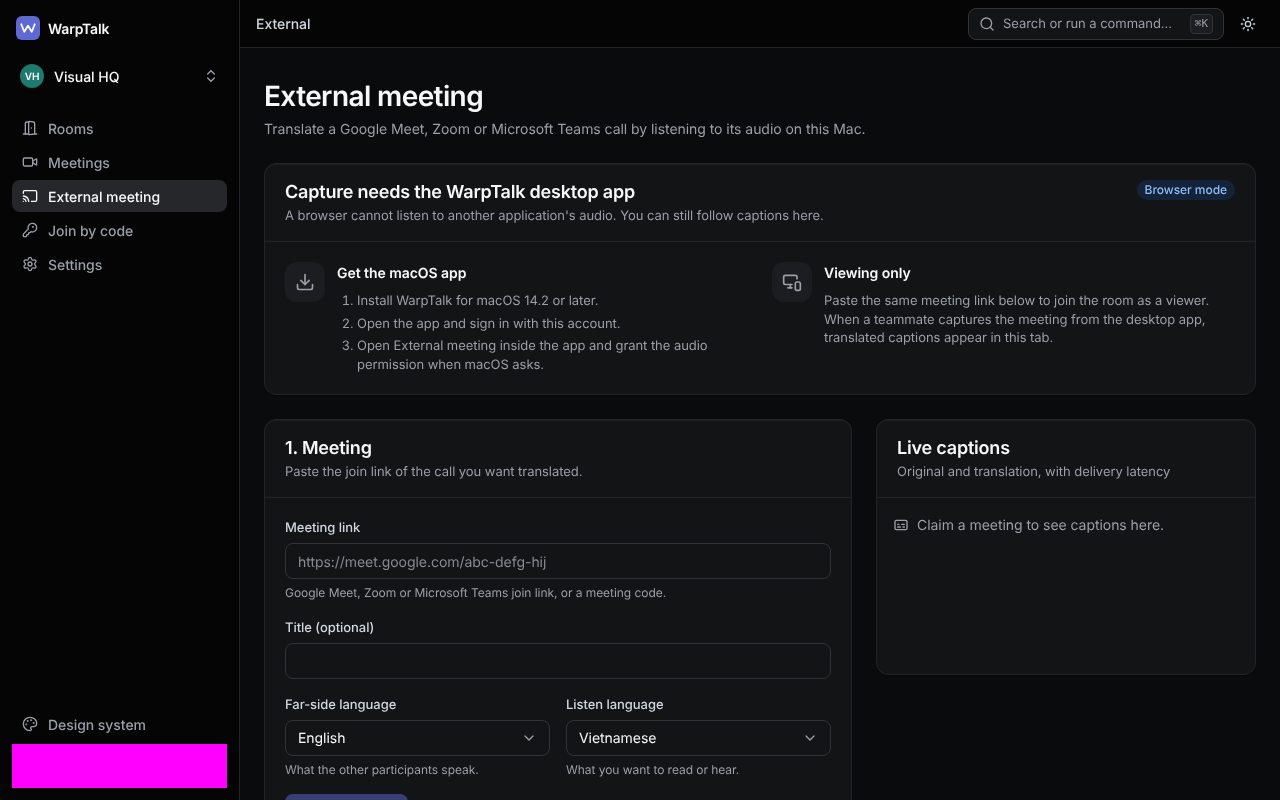 WarpTalk
VH Visual HQ
Rooms
Meetings
External meeting
Join by code
Settings
Design system
External
Search or run a command... ⌘K
External meeting
Translate a Google Meet, Zoom or Microsoft Teams call by listening to its audio on this Mac.
Capture needs the WarpTalk desktop app
Browser mode
A browser cannot listen to another application's audio. You can still follow captions here.
Get the macOS app
1. Install WarpTalk for macOS 14.2 or later.
2. Open the app and sign in with this account.
3. Open External meeting inside the app and grant the audio
permission when macOS asks.
Viewing only
Paste the same meeting link below to join the room as a viewer.
When a teammate captures the meeting from the desktop app,
translated captions appear in this tab.
1. Meeting
Paste the join link of the call you want translated.
Meeting link
https://meet.google.com/abc-defg-hij
Google Meet, Zoom or Microsoft Teams join link, or a meeting code.
Title (optional)
Far-side language
English
What the other participants speak.
Listen language
Vietnamese
What you want to read or hear.
Live captions
Original and translation, with delivery latency
Claim a meeting to see captions here.